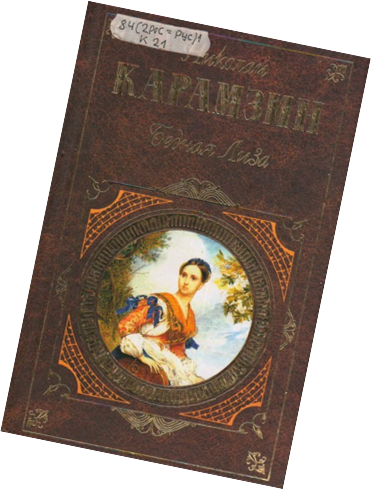 84(2Рос=Рус)1
К 21
Николай
КАРАМЗИН
Бедная Лиза